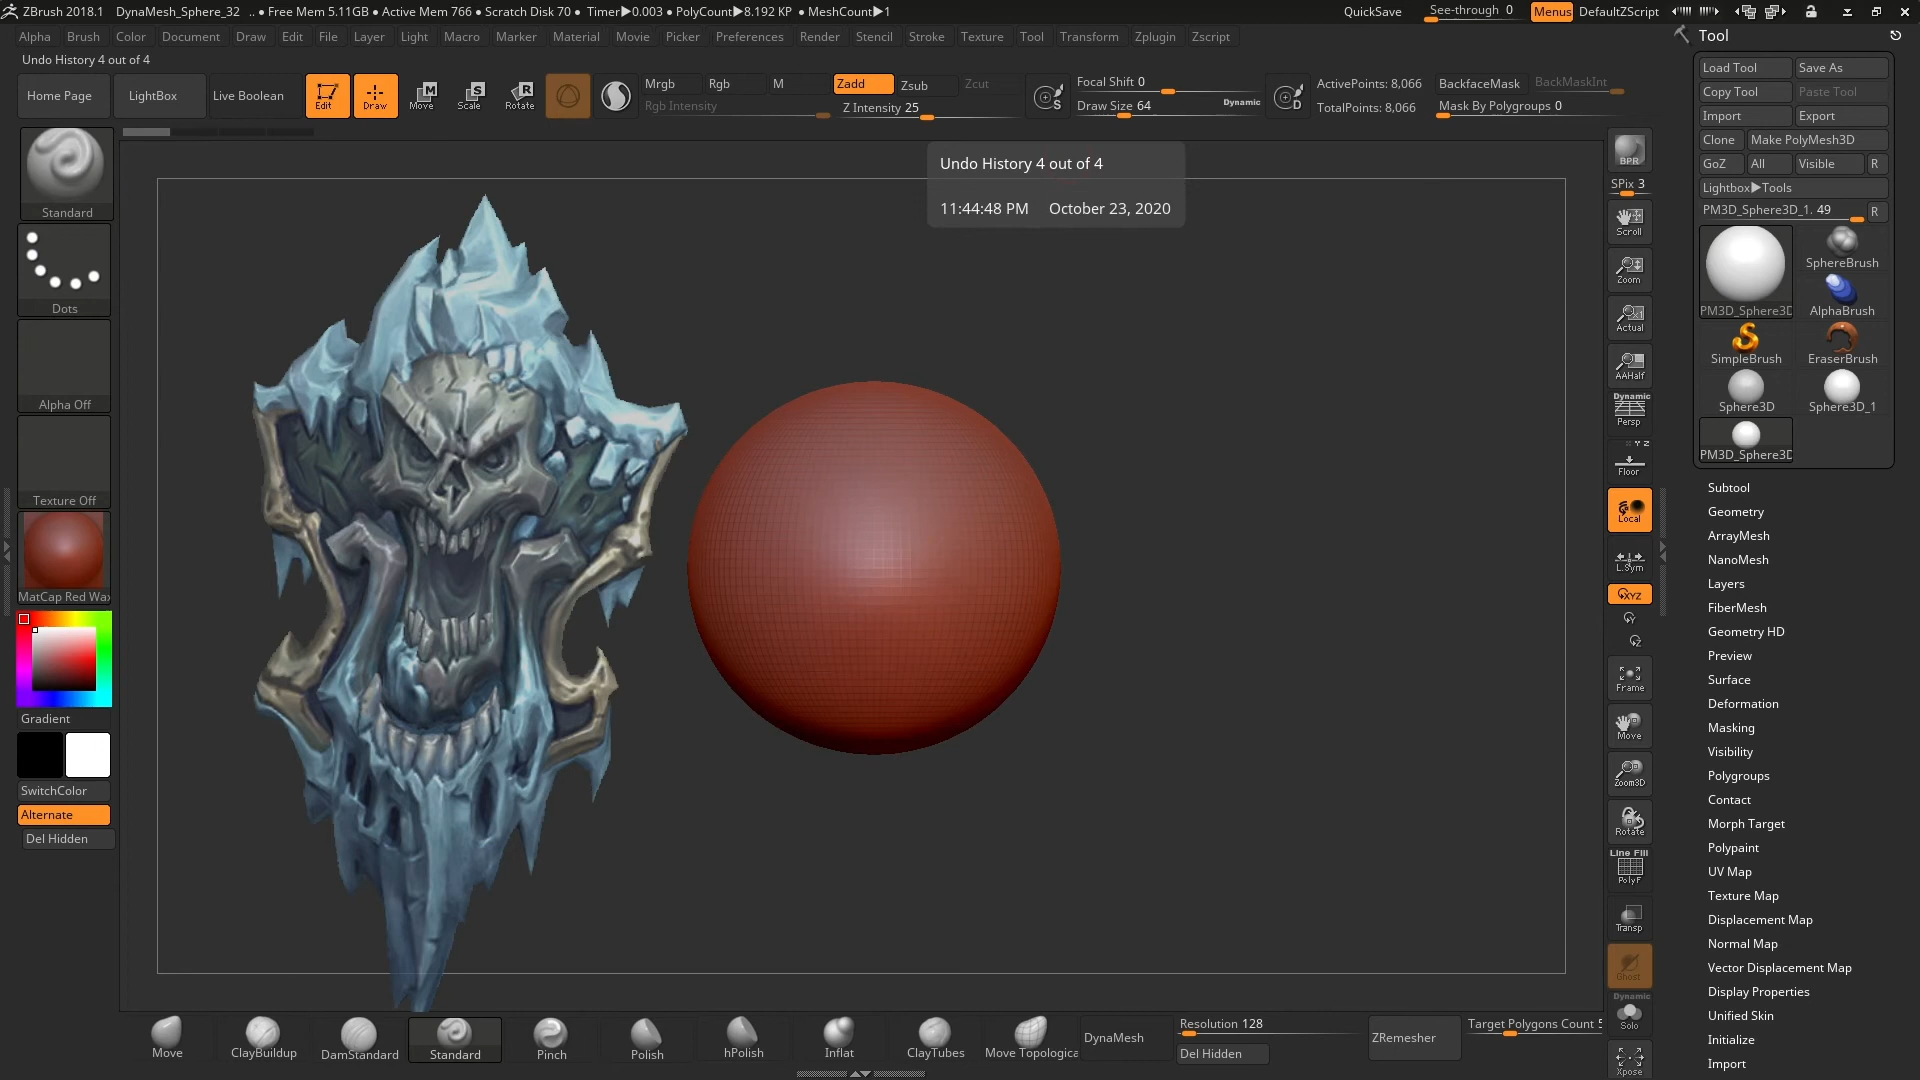 ZBrush 2018.1 DynaMesh_Sphere_32 .. • Free Mem 5.11GB • Active Mem 766 • Scratch Disk 70 • Timer▶0.003 • PolyCount▶8.192 KP • MeshCount▶1 QuickSave See-through 0 Menus DefaultZScript
Alpha Brush Color Document Draw Edit File Layer Light Macro Marker Material Movie Picker Preferences Render Stencil Stroke Texture Tool Transform Zplugin Zscript
Tool
Undo History 4 out of 4
Load Tool Save As
Copy Tool Paste Tool
Import Export
Clone Make PolyMesh3D
GoZ All Visible R
Lightbox▶Tools
PM3D_Sphere3D_1. 49 R
Home Page LightBox Live Boolean Edit Draw Move Scale Rotate
Mrgb Rgb M Zadd Zsub Zcut
Rgb Intensity Z Intensity 25
S
Focal Shift 0
Draw Size 64 Dynamic
D
ActivePoints: 8,066 BackfaceMask BackMaskInt
TotalPoints: 8,066 Mask By Polygroups 0
Undo History 4 out of 4
11:44:48 PM October 23, 2020
Standard
Dots
Alpha Off
Texture Off
MatCap Red Wax
Gradient
SwitchColor
Alternate
Del Hidden
BPR
SPix 3
Scroll
Zoom
Actual
AAHalf
Dynamic
Persp
X Y Z
Floor
Local
L.Sym
XYZ
Y
Z
Frame
Move
Zoom3D
Rotate
Line Fill
PolyF
Transp
Ghost
Dynamic
Solo
Xpose
PM3D_Sphere3D
SphereBrush
AlphaBrush
SimpleBrush EraserBrush
Sphere3D Sphere3D_1
PM3D_Sphere3D
Subtool
Geometry
ArrayMesh
NanoMesh
Layers
FiberMesh
Geometry HD
Preview
Surface
Deformation
Masking
Visibility
Polygroups
Contact
Morph Target
Polypaint
UV Map
Texture Map
Displacement Map
Normal Map
Vector Displacement Map
Display Properties
Unified Skin
Initialize
Import
Move ClayBuildup DamStandard Standard Pinch Polish hPolish Inflat ClayTubes Move Topologica
DynaMesh Resolution 128
Del Hidden
ZRemesher Target Polygons Count 5